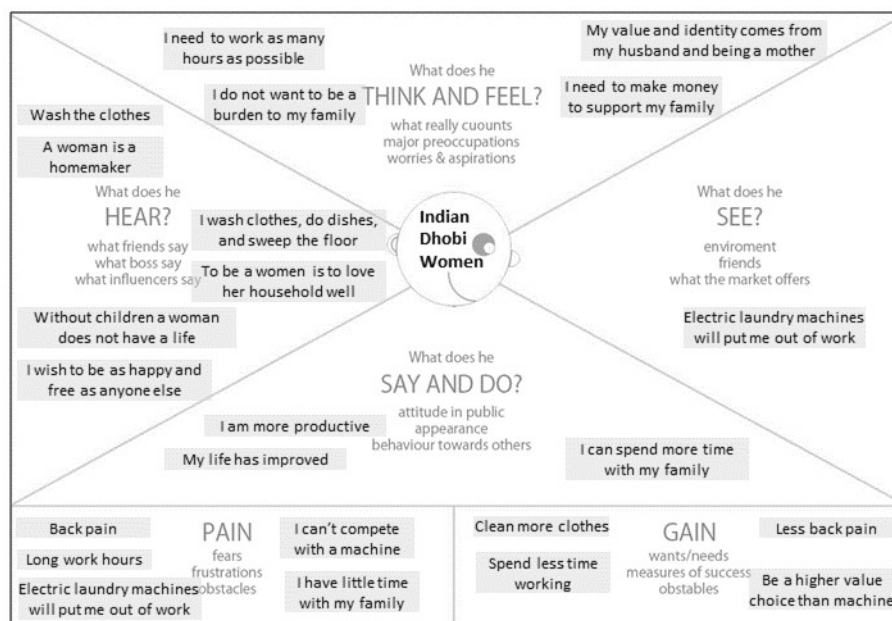 I need to work as many
hours as possible
My value and identity comes from
my husband and being a mother
What does he
THINK AND FEEL?
what really cuounts
major preoccupations
worries & aspirations
I do not want to be a
burden to my family
I need to make money
to support my family
Wash the clothes
A woman is a
homemaker
What does he
HEAR?
what friends say
what boss say
what influencers say
I wash clothes, do dishes,
and sweep the floor
To be a women is to love
her household well
Without children a woman
does not have a life
I wish to be as happy and
free as anyone else
Indian
Dhobi
Women
What does he
SEE?
enviroment
friends
what the market offers
Electric laundry machines
will put me out of work
What does he
SAY AND DO?
attitude in public
appearance
behaviour towards others
I am more productive
My life has improved
I can spend more time
with my family
Back pain
Long work hours
Electric laundry machines
will put me out of work
PAIN
fears
frustrations
obstacles
I can't compete
with a machine
I have little time
with my family
Clean more clothes
Spend less time
working
GAIN
wants/needs
measures of success
obstables
Less back pain
Be a higher value
choice than machine